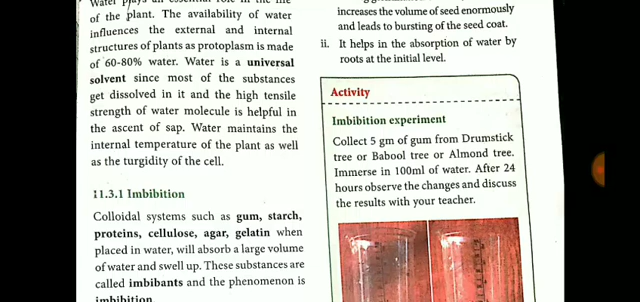 Water plays an essential role in the life
of the plant. The availability of water
influences the external and internal
structures of plants as protoplasm is made
of 60-80% water. Water is a universal
solvent since most of the substances
get dissolved in it and the high tensile
strength of water molecule is helpful in
the ascent of sap. Water maintains the
internal temperature of the plant as well
as the turgidity of the cell.
11.3.1 Imbibition
Colloidal systems such as gum, starch,
proteins, cellulose, agar, gelatin when
placed in water, will absorb a large volume
of water and swell up. These substances are
called imbibants and the phenomenon is
imbibition.
increases the volume of seed enormously
and leads to bursting of the seed coat.
ii. It helps in the absorption of water by
roots at the initial level.
Activity
Imbibition experiment
Collect 5 gm of gum from Drumstick
tree or Babool tree or Almond tree.
Immerse in 100ml of water. After 24
hours observe the changes and discuss
the results with your teacher.